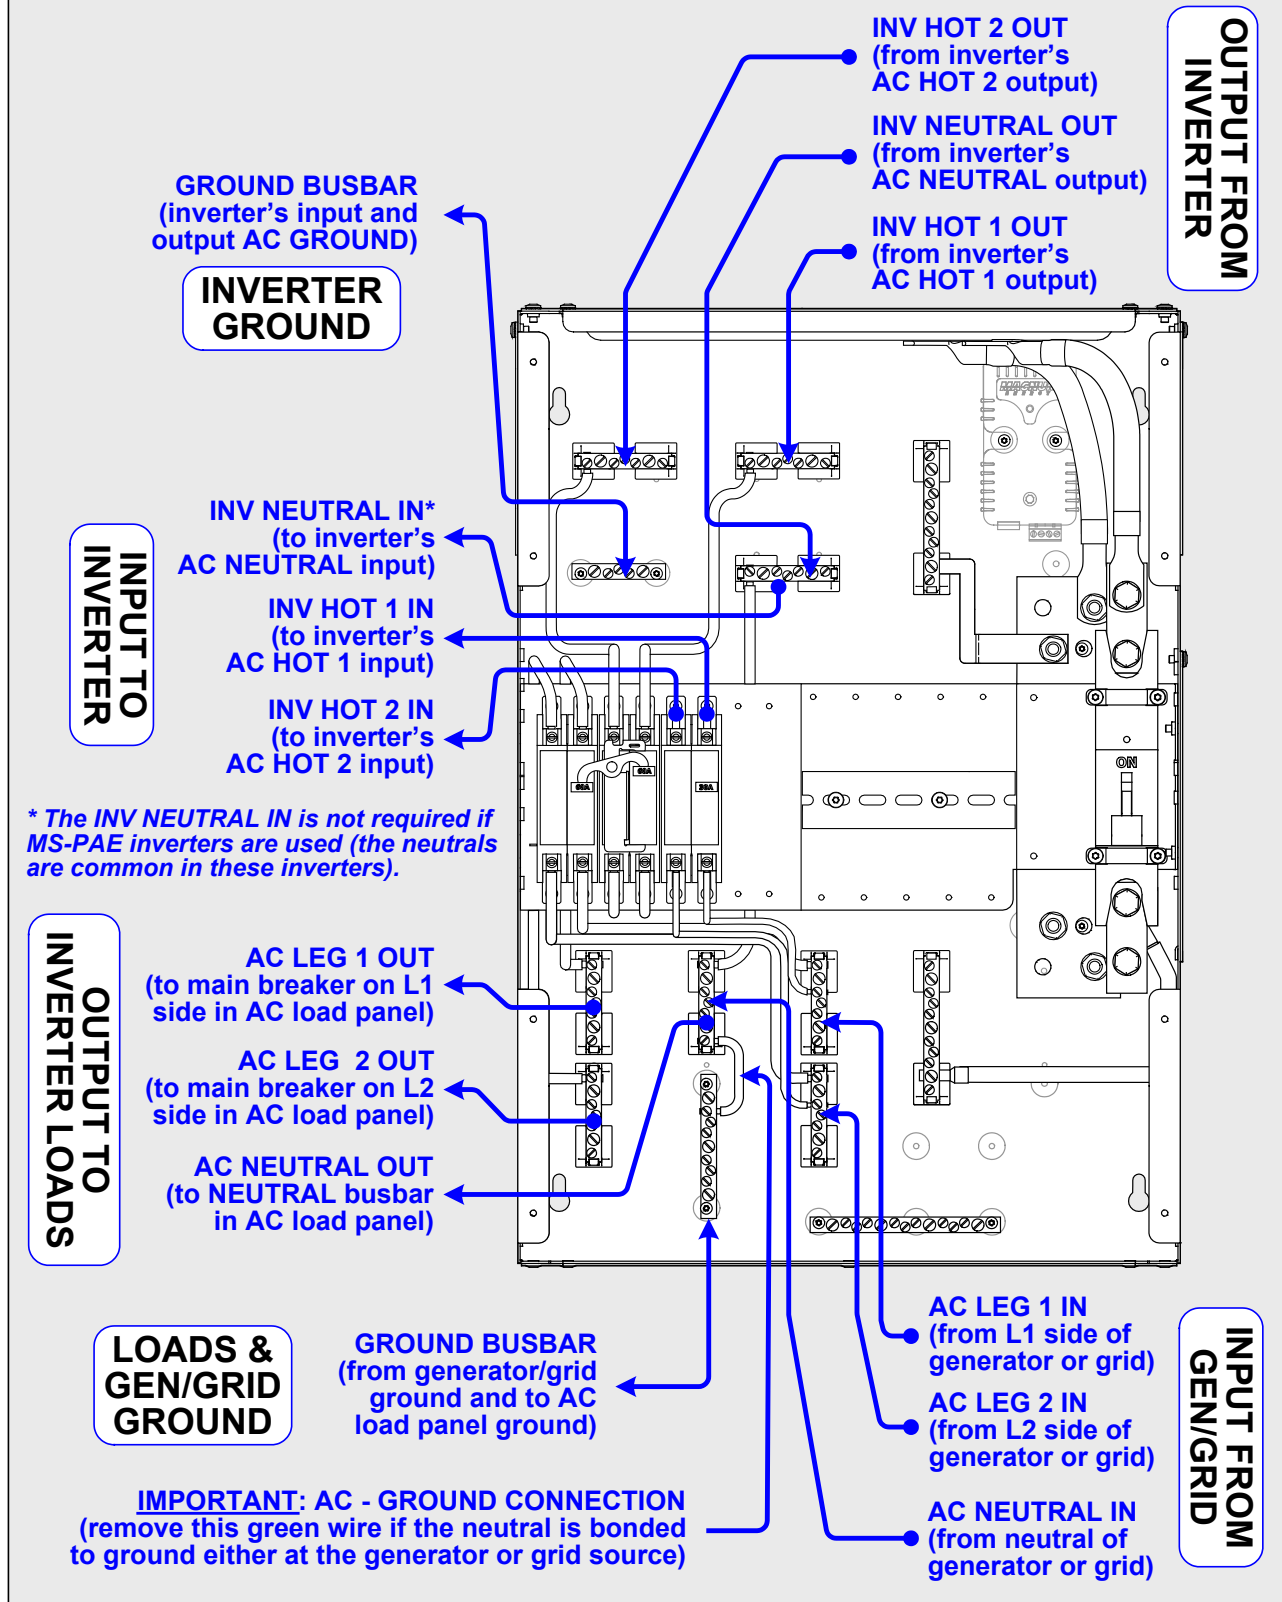 INV HOT 2 OUT
(from inverter's
AC HOT 2 output)
INV NEUTRAL OUT
(from inverter's
AC NEUTRAL output)
INV HOT 1 OUT
(from inverter's
AC HOT 1 output)
OUTPUT FROM
INVERTER
GROUND BUSBAR
(inverter's input and
output AC GROUND)
INVERTER
GROUND
MAGNUM
INV NEUTRAL IN*
(to inverter's
AC NEUTRAL input)
INV HOT 1 IN
(to inverter's
AC HOT 1 input)
INV HOT 2 IN
(to inverter's
AC HOT 2 input)
INPUT TO
INVERTER
60A
60A
30A
ON
* The INV NEUTRAL IN is not required if
MS-PAE inverters are used (the neutrals
are common in these inverters).
AC LEG 1 OUT
(to main breaker on L1
side in AC load panel)
AC LEG 2 OUT
(to main breaker on L2
side in AC load panel)
AC NEUTRAL OUT
(to NEUTRAL busbar
in AC load panel)
OUTPUT TO
INVERTER LOADS
LOADS &
GEN/GRID
GROUND
GROUND BUSBAR
(from generator/grid
ground and to AC
load panel ground)
IMPORTANT: AC - GROUND CONNECTION
(remove this green wire if the neutral is bonded
to ground either at the generator or grid source)
AC LEG 1 IN
(from L1 side of
generator or grid)
AC LEG 2 IN
(from L2 side of
generator or grid)
AC NEUTRAL IN
(from neutral of
generator or grid)
INPUT FROM
GEN/GRID